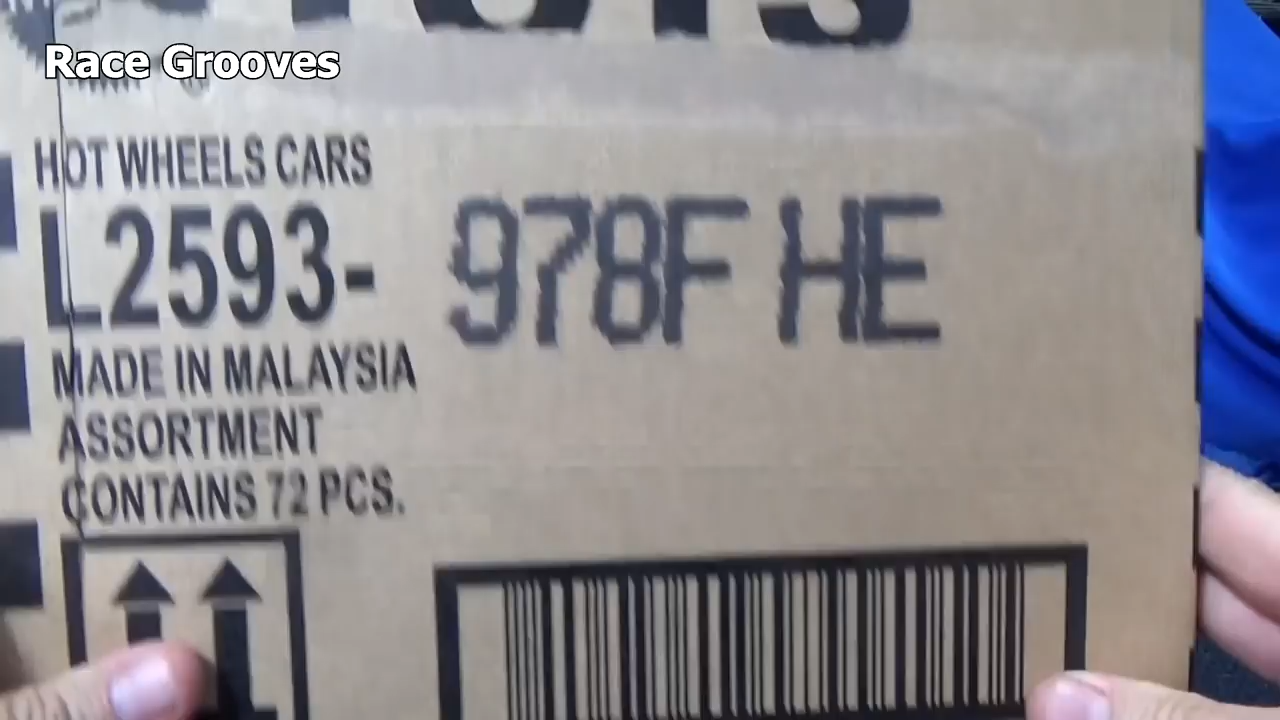 Race Grooves
HOT WHEELS CARS
L2593- 978F HE
MADE IN MALAYSIA
ASSORTMENT
CONTAINS 72 PCS.